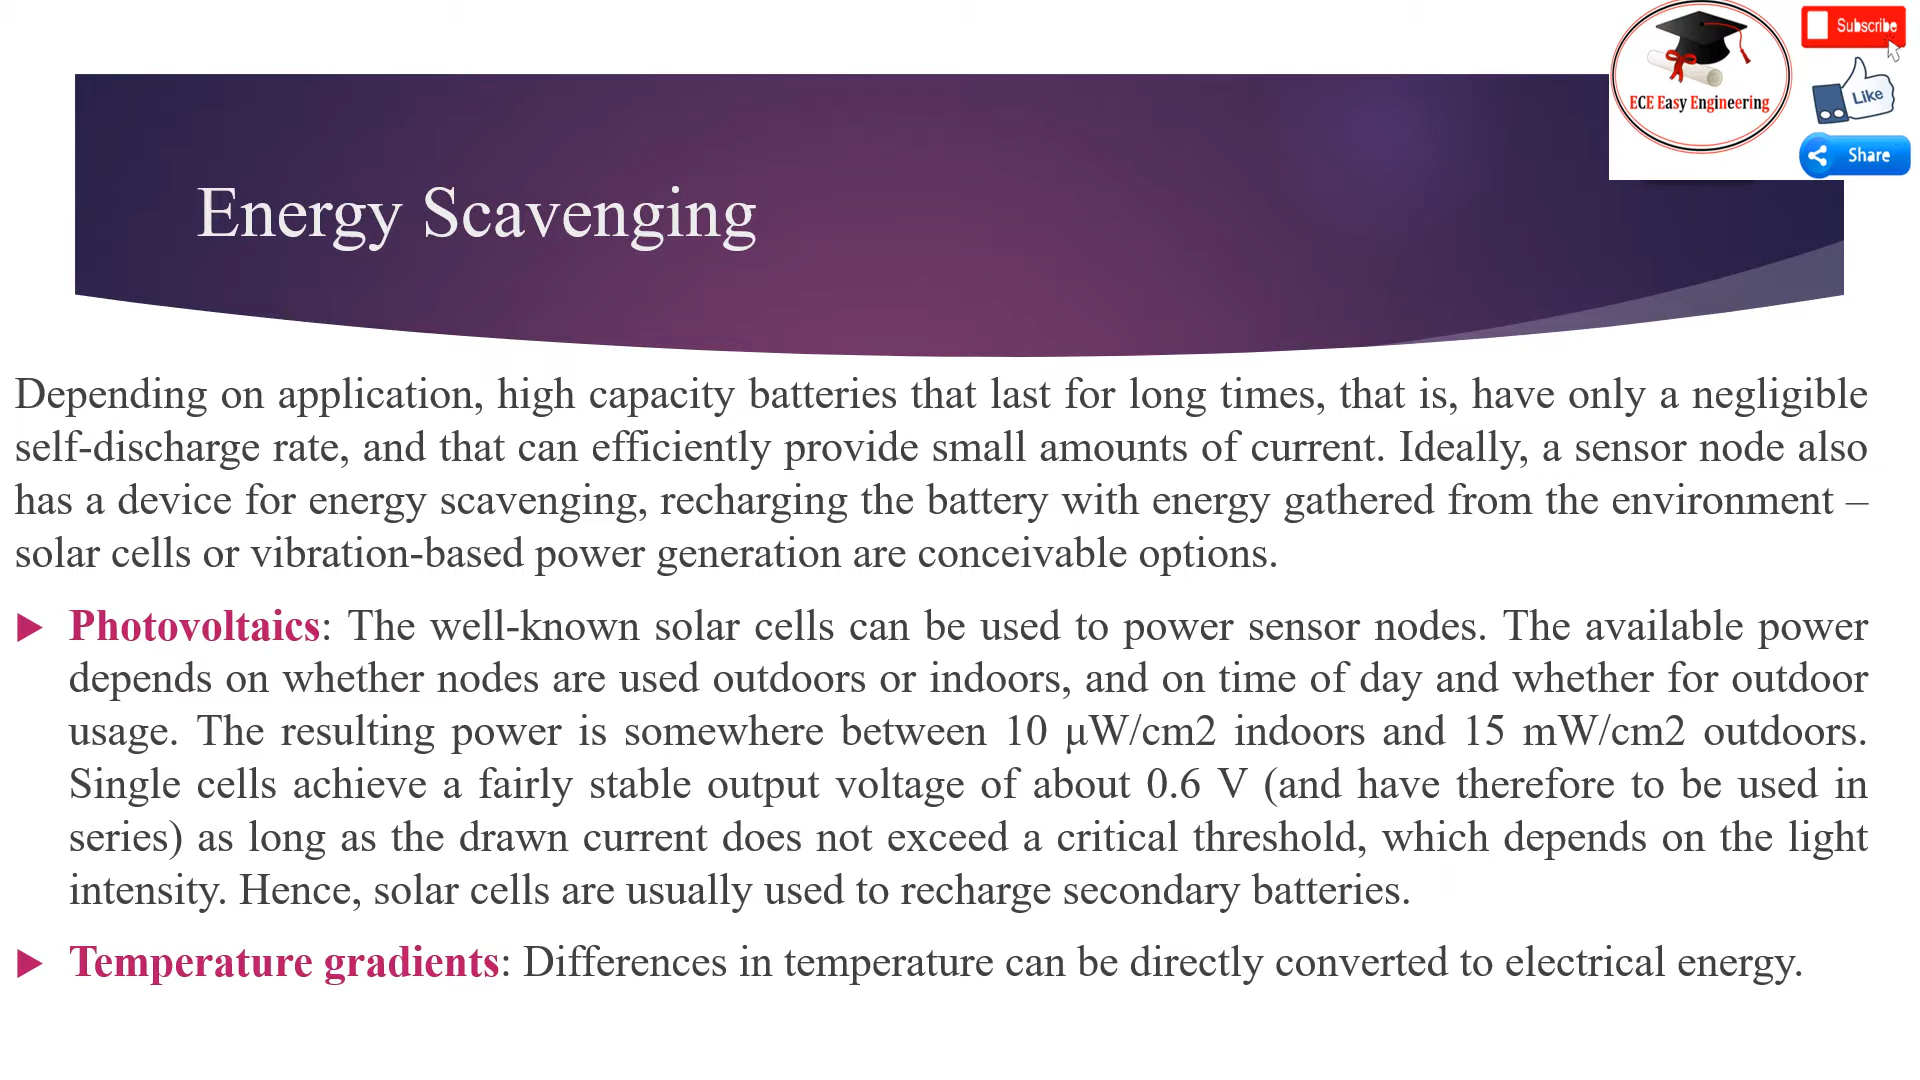 Subscribe
Like
ECE Easy Engineering
Share
Energy Scavenging
Depending on application, high capacity batteries that last for long times, that is, have only a negligible
self-discharge rate, and that can efficiently provide small amounts of current. Ideally, a sensor node also
has a device for energy scavenging, recharging the battery with energy gathered from the environment –
solar cells or vibration-based power generation are conceivable options.
Photovoltaics: The well-known solar cells can be used to power sensor nodes. The available power
depends on whether nodes are used outdoors or indoors, and on time of day and whether for outdoor
usage. The resulting power is somewhere between 10 μW/cm2 indoors and 15 mW/cm2 outdoors.
Single cells achieve a fairly stable output voltage of about 0.6 V (and have therefore to be used in
series) as long as the drawn current does not exceed a critical threshold, which depends on the light
intensity. Hence, solar cells are usually used to recharge secondary batteries.
Temperature gradients: Differences in temperature can be directly converted to electrical energy.